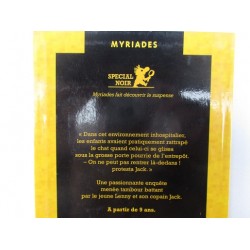 MYRIADES
SPECIAL
NOIR
Myriades fait découvrir le suspense
« Dans cet environnement inhospitalier,
les enfants avaient pratiquement rattrapé
le chat quand celui-ci se glissa
sous la grosse porte pourrie de l'entrepôt.
– On ne peut pas rentrer là-dedans !
protesta Jack. »
Une passionnante enquête
menée tambour battant
par le jeune Lenny et son copain Jack.
A partir de 9 ans.